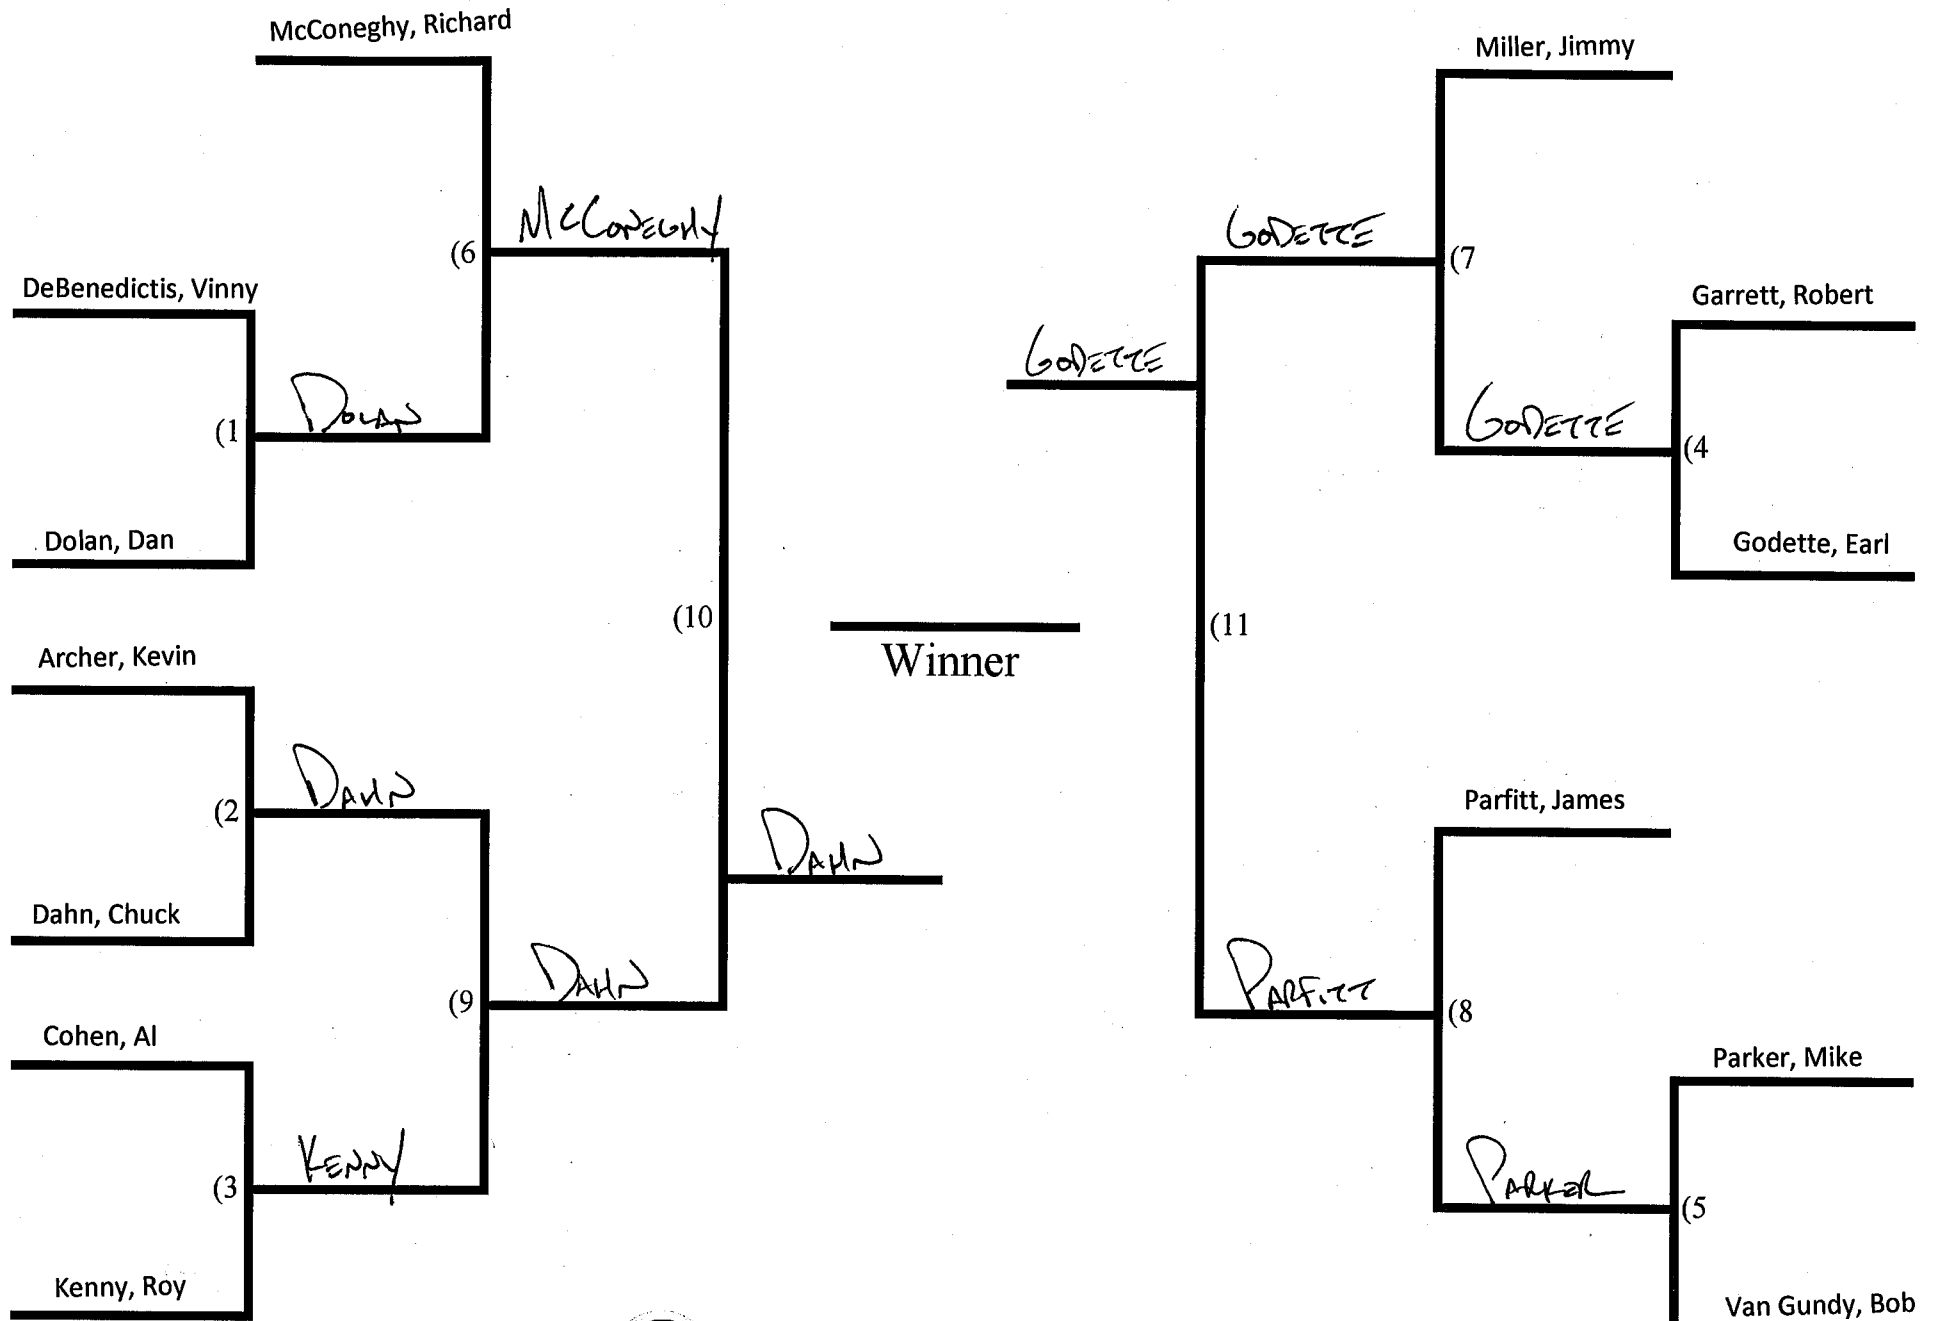 McConeghy, Richard
Miller, Jimmy
McConeghy
Godette
(6
(7
DeBenedictis, Vinny
Garrett, Robert
Godette
Dolan
Godette
(1
(4
Dolan, Dan
Godette, Earl
(10
(11
Winner
Archer, Kevin
Dahn
Parfitt, James
(2
Dahn
Dahn, Chuck
Dahn
Parfitt
(9
(8
Cohen, Al
Parker, Mike
Kenny
Parker
(3
(5
Kenny, Roy
Van Gundy, Bob